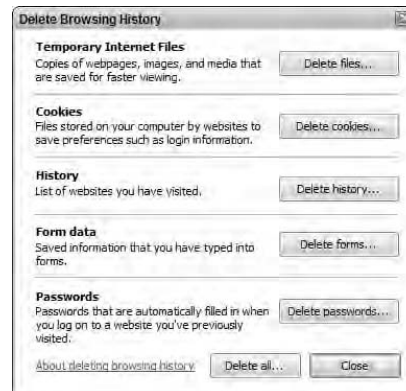 Delete Browsing History
Temporary Internet Files
Copies of webpages, images, and media that
are saved for faster viewing.
Delete files...
Cookies
Files stored on your computer by websites to
save preferences such as login information.
Delete cookies...
History
List of websites you have visited.
Delete history...
Form data
Saved information that you have typed into
forms.
Delete forms...
Passwords
Passwords that are automatically filled in when
you log on to a website you've previously
visited.
Delete passwords...
About deleting browsing history
Delete all...
Close